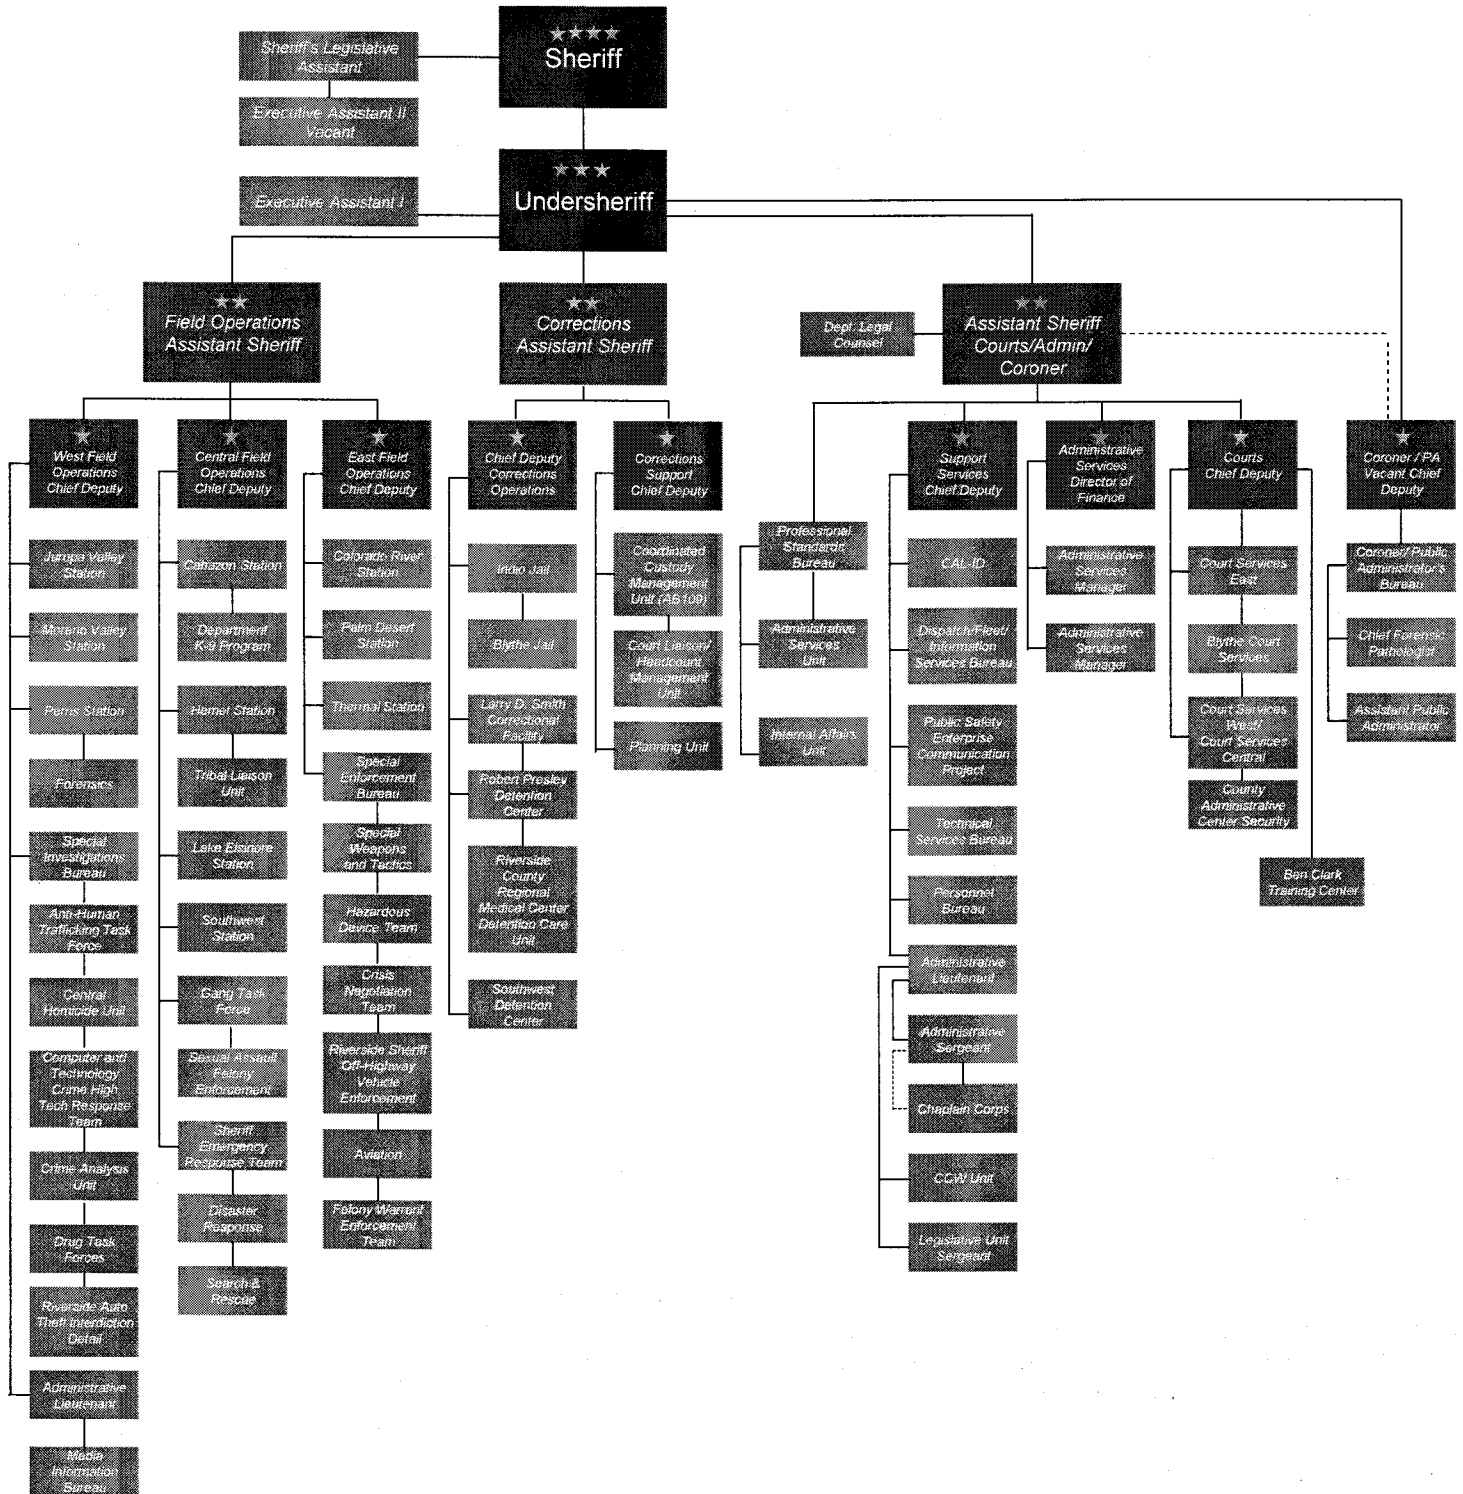 Sheriff
Sheriff's Legislative
Assistant
Executive Assistant II
Vacant
Undersheriff
Executive Assistant I
Field Operations
Assistant Sheriff
Corrections
Assistant Sheriff
Dept. Legal
Counsel
Assistant Sheriff
Courts/Admin/
Coroner
West Field
Operations
Chief Deputy
Central Field
Operations
Chief Deputy
East Field
Operations
Chief Deputy
Chief Deputy
Corrections
Operations
Corrections
Support
Chief Deputy
Support
Services
Chief Deputy
Administrative
Services
Director of
Finance
Courts
Chief Deputy
Coroner / PA
Vacant Chief
Deputy
Jurupa Valley
Station
Moreno Valley
Station
Perris Station
Forensics
Special
Investigations
Bureau
Anti-Human
Trafficking Task
Force
Central
Homicide Unit
Computer and
Technology
Crime High
Tech Response
Team
Crime Analysis
Unit
Drug Task
Forces
Riverside Auto
Theft Interdiction
Detail
Administrative
Lieutenant
Media
Information
Bureau
Cabazon Station
Department
K-9 Program
Hemet Station
Tribal Liaison
Unit
Lake Elsinore
Station
Southwest
Station
Gang Task
Force
Sexual Assault
Felony
Enforcement
Sheriff
Emergency
Response Team
Disaster
Response
Search &
Rescue
Colorado River
Station
Palm Desert
Station
Thermal Station
Special
Enforcement
Bureau
Special
Weapons
and Tactics
Hazardous
Device Team
Crisis
Negotiation
Team
Riverside Sheriff
Off-Highway
Vehicle
Enforcement
Aviation
Felony Warrant
Enforcement
Team
Indio Jail
Blythe Jail
Larry D. Smith
Correctional
Facility
Robert Presley
Detention
Center
Riverside
County
Regional
Medical Center
Detention Care
Unit
Southwest
Detention
Center
Coordinated
Custody
Management
Unit (AB109)
Court Liaison/
Headcount
Management
Unit
Planning Unit
Professional
Standards
Bureau
Administrative
Services
Unit
Internal Affairs
Unit
CAL-ID
Dispatch/Fleet/
Information
Services Bureau
Public Safety
Enterprise
Communication
Project
Technical
Services Bureau
Personnel
Bureau
Administrative
Lieutenant
Administrative
Sergeant
Chaplain Corps
CCW Unit
Legislative Unit
Sergeant
Administrative
Services
Manager
Administrative
Services
Manager
Court Services
East
Blythe Court
Services
Court Services
West/
Court Services
Central
County
Administrative
Center Security
Ben Clark
Training Center
Coroner/ Public
Administrator's
Bureau
Chief Forensic
Pathologist
Assistant Public
Administrator